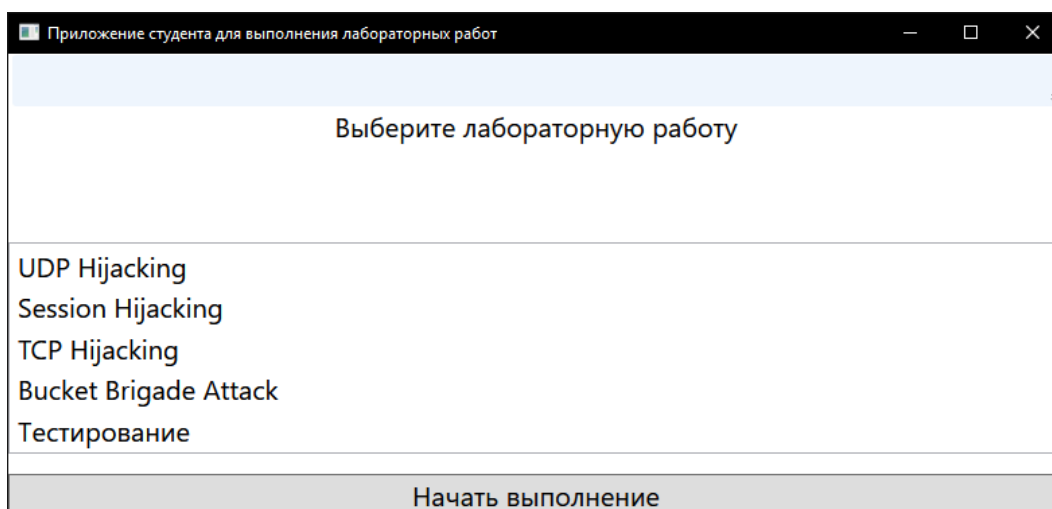 Приложение студента для выполнения лабораторных работ
Выберите лабораторную работу
UDP Hijacking
Session Hijacking
TCP Hijacking
Bucket Brigade Attack
Тестирование
Начать выполнение